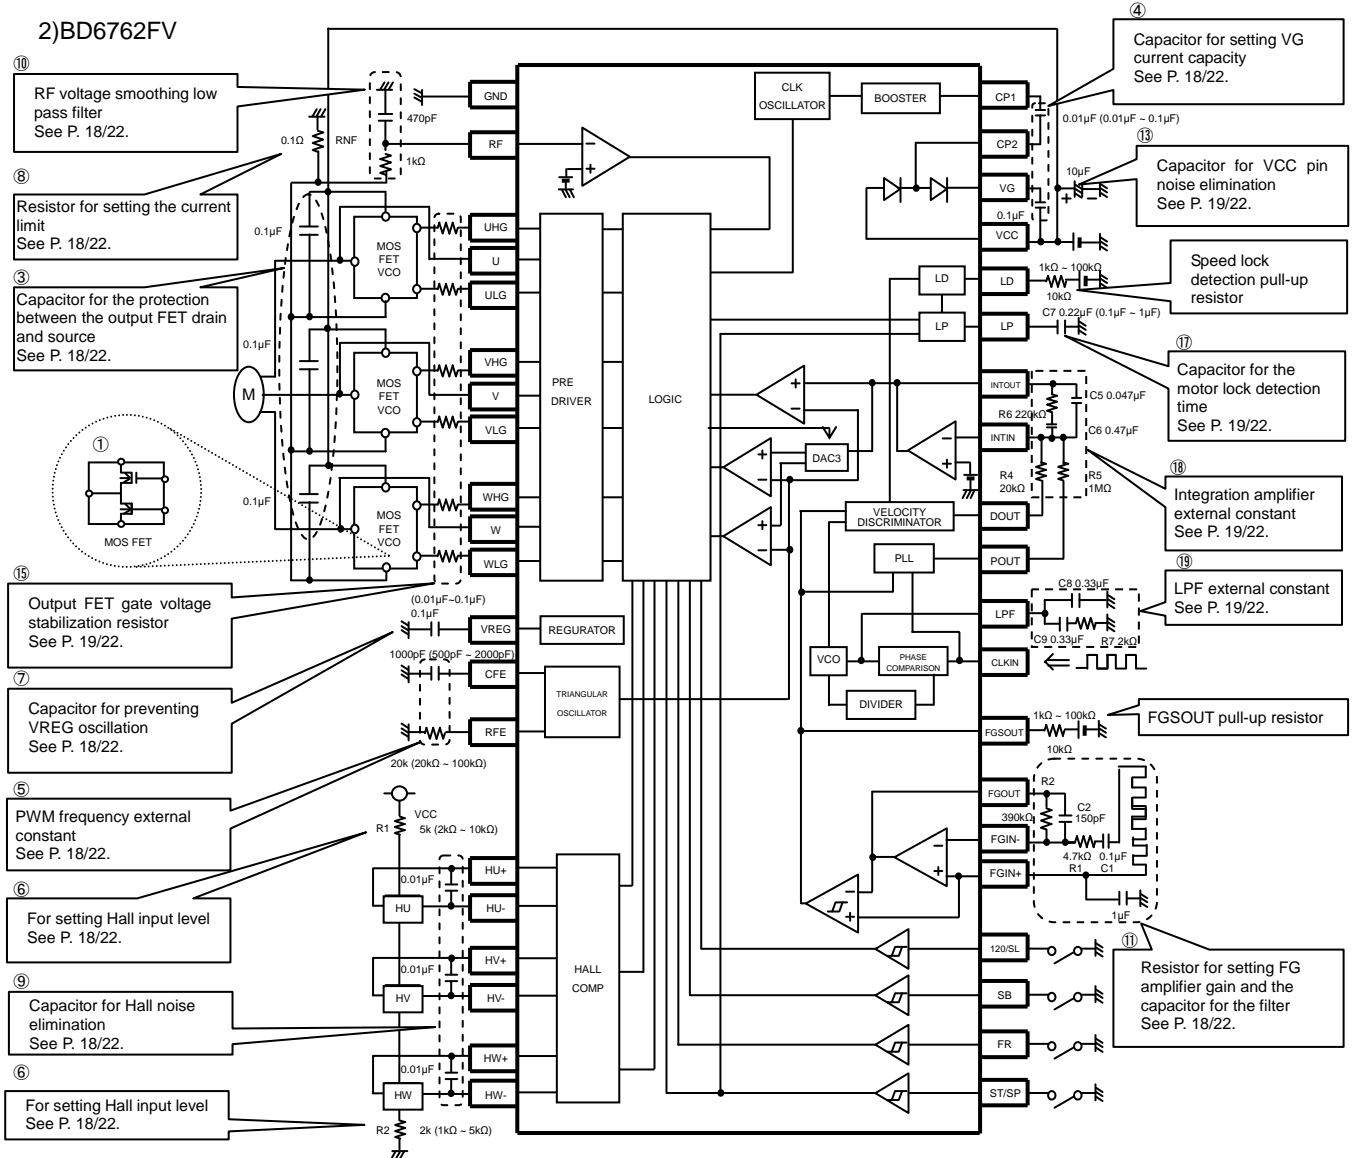 2)BD6762FV
⑩
RF voltage smoothing low
pass filter
See P. 18/22.
⑧
Resistor for setting the current
limit
See P. 18/22.
③
Capacitor for the protection
between the output FET drain
and source
See P. 18/22.
①
MOS FET
⑮
Output FET gate voltage
stabilization resistor
See P. 19/22.
⑦
Capacitor for preventing
VREG oscillation
See P. 18/22.
⑤
PWM frequency external
constant
See P. 18/22.
⑥
For setting Hall input level
See P. 18/22.
⑨
Capacitor for Hall noise
elimination
See P. 18/22.
⑥
For setting Hall input level
See P. 18/22.
470pF
0.1Ω
RNF
1kΩ
0.1μF
MOS
FET
VCO
0.1μF
MOS
FET
VCO
M
0.1μF
MOS
FET
VCO
(0.01μF~0.1μF)
0.1μF
1000pF (500pF ~ 2000pF)
20k (20kΩ ~ 100kΩ)
VCC
R1
5k (2kΩ ~ 10kΩ)
0.01μF
HU
0.01μF
HV
0.01μF
HW
R2
2k (1kΩ ~ 5kΩ)
GND
RF
UHG
U
ULG
VHG
V
VLG
WHG
W
WLG
VREG
CFE
RFE
HU+
HU-
HV+
HV-
HW+
HW-
PRE
DRIVER
LOGIC
REGURATOR
TRIANGULAR
OSCILLATOR
HALL
COMP
CLK
OSCILLATOR
BOOSTER
LD
LP
DAC3
VELOCITY
DISCRIMINATOR
PLL
VCO
PHASE
COMPARISON
DIVIDER
CP1
CP2
VG
VCC
LD
LP
INTOUT
INTIN
DOUT
POUT
LPF
CLKIN
FGSOUT
FGOUT
FGIN-
FGIN+
120/SL
SB
FR
ST/SP
④
Capacitor for setting VG
current capacity
See P. 18/22.
0.01μF (0.01μF ~ 0.1μF)
⑬
Capacitor for VCC pin
noise elimination
See P. 19/22.
10μF
+ -
0.1μF
Speed lock
detection pull-up
resistor
1kΩ ~ 100kΩ
10kΩ
C7 0.22μF (0.1μF ~ 1μF)
⑰
Capacitor for the
motor lock detection
time
See P. 19/22.
C5 0.047μF
R6 220kΩ
C6 0.47μF
R4
20kΩ
R5
1MΩ
⑱
Integration amplifier
external constant
See P. 19/22.
⑲
LPF external constant
See P. 19/22.
C8 0.33μF
C9 0.33μF
R7 2kΩ
1kΩ ~ 100kΩ
10kΩ
FGSOUT pull-up resistor
R2
390kΩ
C2
150pF
4.7kΩ
R1
0.1μF
C1
1μF
⑪
Resistor for setting FG
amplifier gain and the
capacitor for the filter
See P. 18/22.